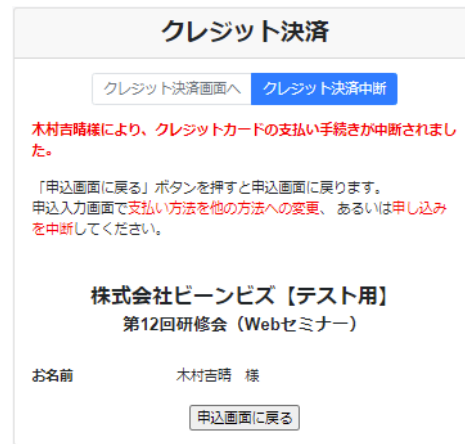 クレジット決済
クレジット決済画面へ クレジット決済中断
木村吉晴様により、クレジットカードの支払い手続きが中断されまし
た。
「申込画面に戻る」ボタンを押すと申込画面に戻ります。
申込入力画面で支払い方法を他の方法への変更、 あるいは申し込み
を中断してください。
株式会社ビーンビズ【テスト用】
第12回研修会（Webセミナー）
お名前 木村吉晴　様
申込画面に戻る